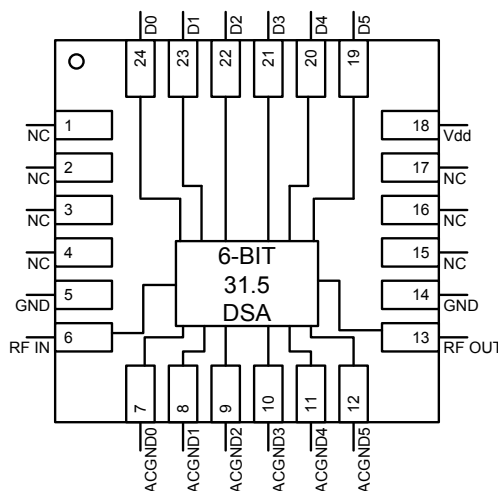 D0 D1 D2 D3 D4 D5
24 23 22 21 20 19
1 18
NC Vdd
2 17
NC NC
3 16
NC NC
4 15
NC NC
5 14
GND GND
6 13
RF IN RF OUT
6-BIT
31.5
DSA
7 8 9 10 11 12
ACGND0 ACGND1 ACGND2 ACGND3 ACGND4 ACGND5